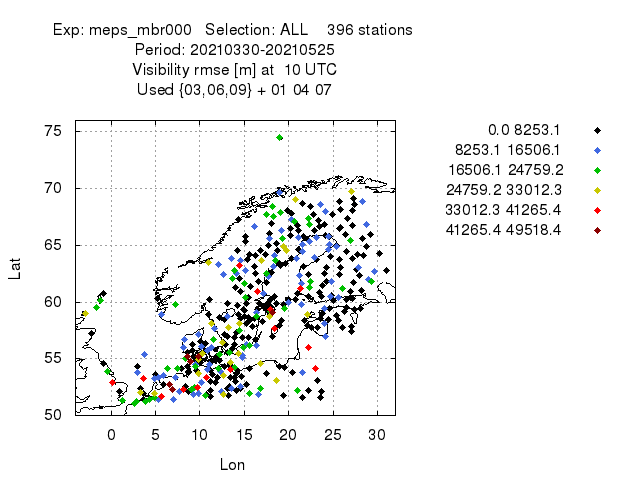 Exp: meps_mbr000 Selection: ALL 396 stations
Period: 20210330-20210525
Visibility rmse [m] at 10 UTC
Used {03,06,09} + 01 04 07
0.0 8253.1
8253.1 16506.1
16506.1 24759.2
24759.2 33012.3
33012.3 41265.4
41265.4 49518.4
75
70
65
60
55
50
Lat
0 5 10 15 20 25 30
Lon